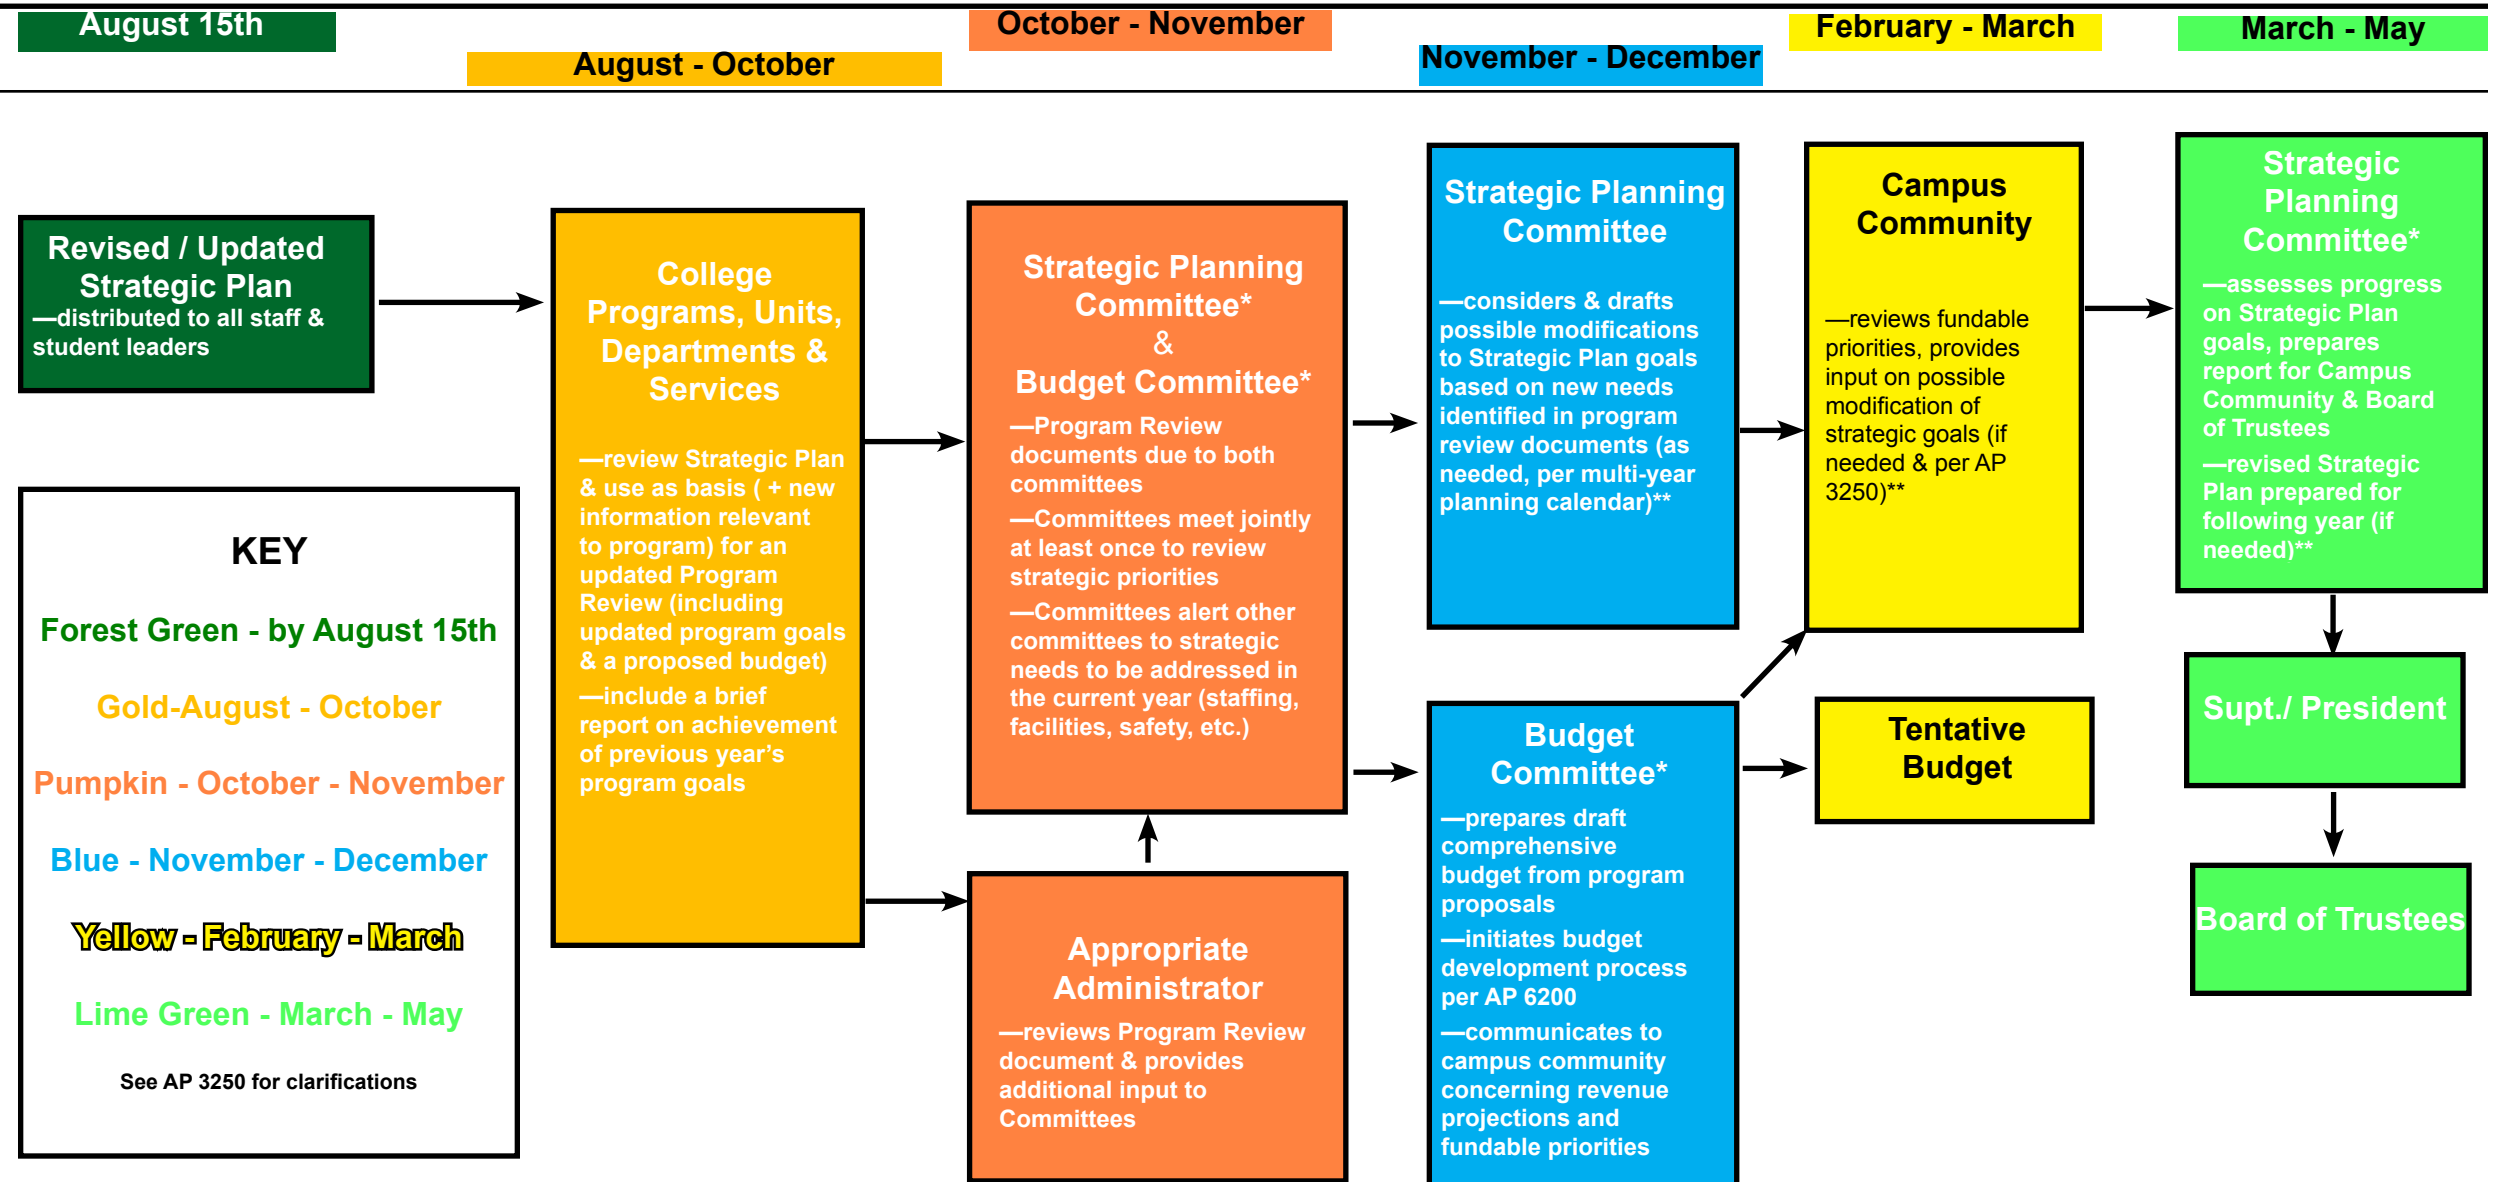 August 15th
August - October
October - November
November - December
February - March
March - May
Revised / Updated
Strategic Plan
—distributed to all staff &
student leaders
KEY
Forest Green - by August 15th
Gold-August - October
Pumpkin - October - November
Blue - November - December
Yellow - February - March
Lime Green - March - May
See AP 3250 for clarifications
College
Programs, Units,
Departments &
Services
—review Strategic Plan
& use as basis ( + new
information relevant
to program) for an
updated Program
Review (including
updated program goals
& a proposed budget)
—include a brief
report on achievement
of previous year’s
program goals
Strategic Planning
Committee*
&
Budget Committee*
—Program Review
documents due to both
committees
—Committees meet jointly
at least once to review
strategic priorities
—Committees alert other
committees to strategic
needs to be addressed in
the current year (staffing,
facilities, safety, etc.)
Appropriate
Administrator
—reviews Program Review
document & provides
additional input to
Committees
Strategic Planning
Committee
—considers & drafts
possible modifications
to Strategic Plan goals
based on new needs
identified in program
review documents (as
needed, per multi-year
planning calendar)**
Budget
Committee*
—prepares draft
comprehensive
budget from program
proposals
—initiates budget
development process
per AP 6200
—communicates to
campus community
concerning revenue
projections and
fundable priorities
Campus
Community
—reviews fundable
priorities, provides
input on possible
modification of
strategic goals (if
needed & per AP
3250)**
Tentative
Budget
Strategic
Planning
Committee*
—assesses progress
on Strategic Plan
goals, prepares
report for Campus
Community & Board
of Trustees
—revised Strategic
Plan prepared for
following year (if
needed)**
Supt./ President
Board of Trustees